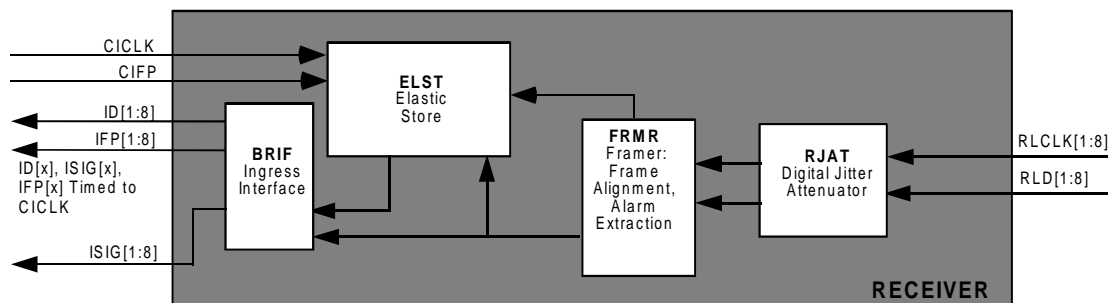 CICLK
CIFP
ID[1:8]
IFP[1:8]
ID[x], ISIG[x],
IFP[x] Timed to
CICLK
ISIG[1:8]
ELST
Elastic
Store
BRIF
Ingress
Interface
FRMR
Framer:
Frame
Alignment,
Alarm
Extraction
RJAT
Digital Jitter
Attenuator
RLCLK[1:8]
RLD[1:8]
RECEIVER